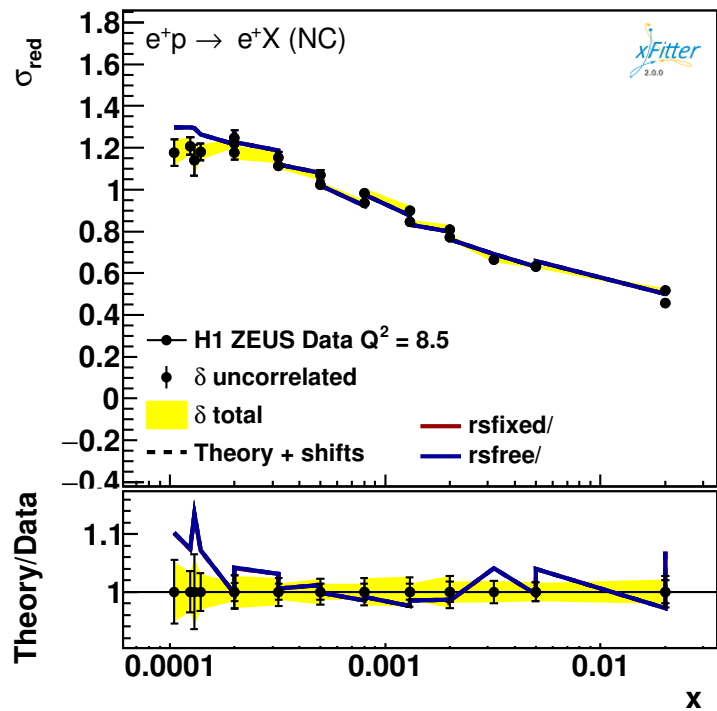 σred
e⁺p → e⁺X (NC)
xFitter
2.0.0
1.8
1.6
1.4
1.2
1
0.8
0.6
0.4
0.2
0
−0.2
−0.4
H1 ZEUS Data Q² = 8.5
δ uncorrelated
δ total
Theory + shifts
rsfixed/
rsfree/
Theory/Data
1.1
1
0.0001
0.001
0.01
x